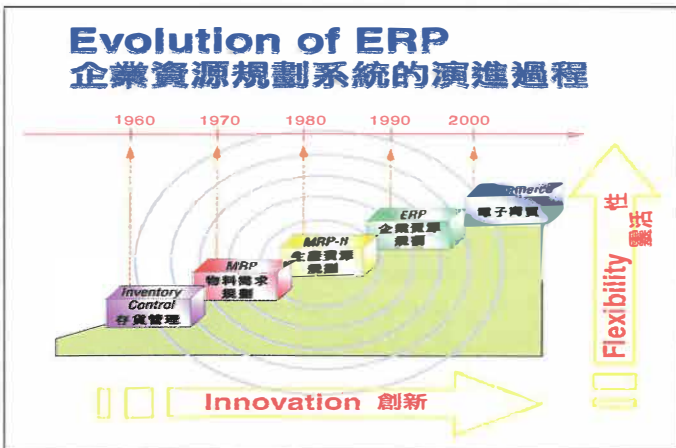 Evolution of ERP
企業資源規劃系統的演進過程
1960 1970 1980 1990 2000
Inventory
Control
存貨管理
MRP
物料需求
規劃
MRP-II
生產資源
規劃
ERP
企業資源
規劃
電子商貿
Innovation 創新
Flexibility 靈活性